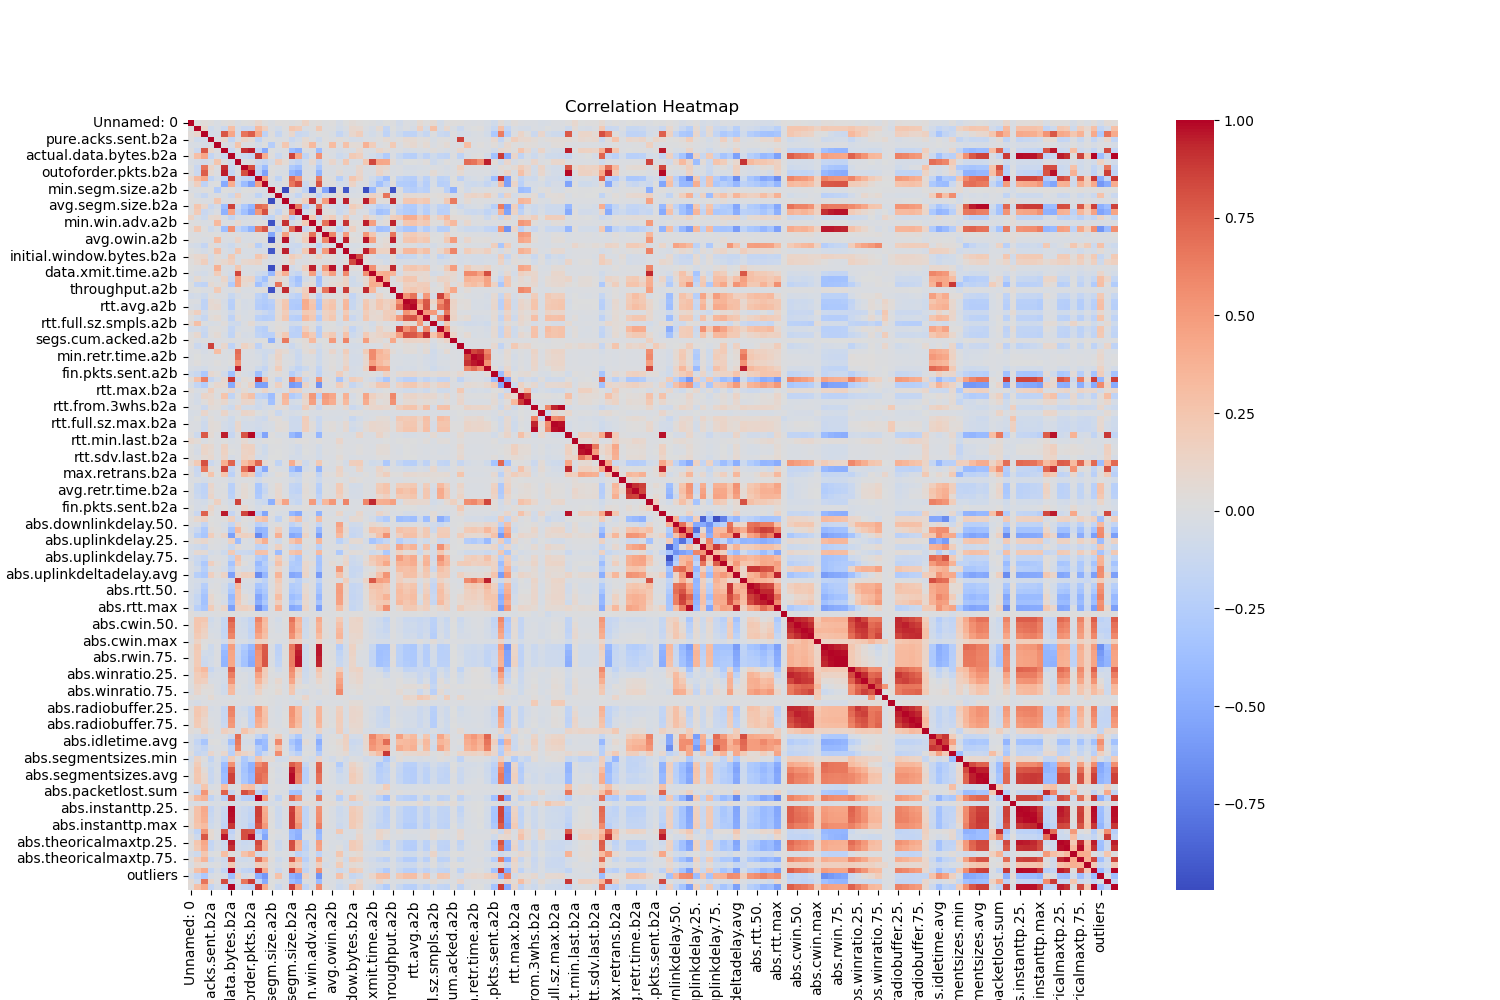 Correlation Heatmap
Unnamed: 0
pure.acks.sent.b2a
actual.data.bytes.b2a
outoforder.pkts.b2a
min.segm.size.a2b
avg.segm.size.b2a
min.win.adv.a2b
avg.owin.a2b
initial.window.bytes.b2a
data.xmit.time.a2b
throughput.a2b
rtt.avg.a2b
rtt.full.sz.smpls.a2b
segs.cum.acked.a2b
min.retr.time.a2b
fin.pkts.sent.a2b
rtt.max.b2a
rtt.from.3whs.b2a
rtt.full.sz.max.b2a
rtt.min.last.b2a
rtt.sdv.last.b2a
max.retrans.b2a
avg.retr.time.b2a
fin.pkts.sent.b2a
abs.downlinkdelay.50.
abs.uplinkdelay.25.
abs.uplinkdelay.75.
abs.uplinkdeltadelay.avg
abs.rtt.50.
abs.rtt.max
abs.cwin.50.
abs.cwin.max
abs.rwin.75.
abs.winratio.25.
abs.winratio.75.
abs.radiobuffer.25.
abs.radiobuffer.75.
abs.idletime.avg
abs.segmentsizes.min
abs.segmentsizes.avg
abs.packetlost.sum
abs.instanttp.25.
abs.instanttp.max
abs.theoricalmaxtp.25.
abs.theoricalmaxtp.75.
outliers
1.00
0.75
0.50
0.25
0.00
−0.25
−0.50
−0.75
Unnamed: 0
acks.sent.b2a
data.bytes.b2a
order.pkts.b2a
segm.size.a2b
segm.size.b2a
n.win.adv.a2b
avg.owin.a2b
dow.bytes.b2a
xmit.time.a2b
roughput.a2b
rtt.avg.a2b
l.sz.smpls.a2b
um.acked.a2b
.retr.time.a2b
.pkts.sent.a2b
rtt.max.b2a
rom.3whs.b2a
ull.sz.max.b2a
tt.min.last.b2a
tt.sdv.last.b2a
ax.retrans.b2a
g.retr.time.b2a
.pkts.sent.b2a
wnlinkdelay.50.
uplinkdelay.25.
uplinkdelay.75.
deltadelay.avg
abs.rtt.50.
abs.rtt.max
abs.cwin.50.
abs.cwin.max
abs.rwin.75.
bs.winratio.25.
bs.winratio.75.
radiobuffer.25.
radiobuffer.75.
s.idletime.avg
mentsizes.min
mentsizes.avg
acketlost.sum
s.instanttp.25.
instanttp.max
ricalmaxtp.25.
ricalmaxtp.75.
outliers